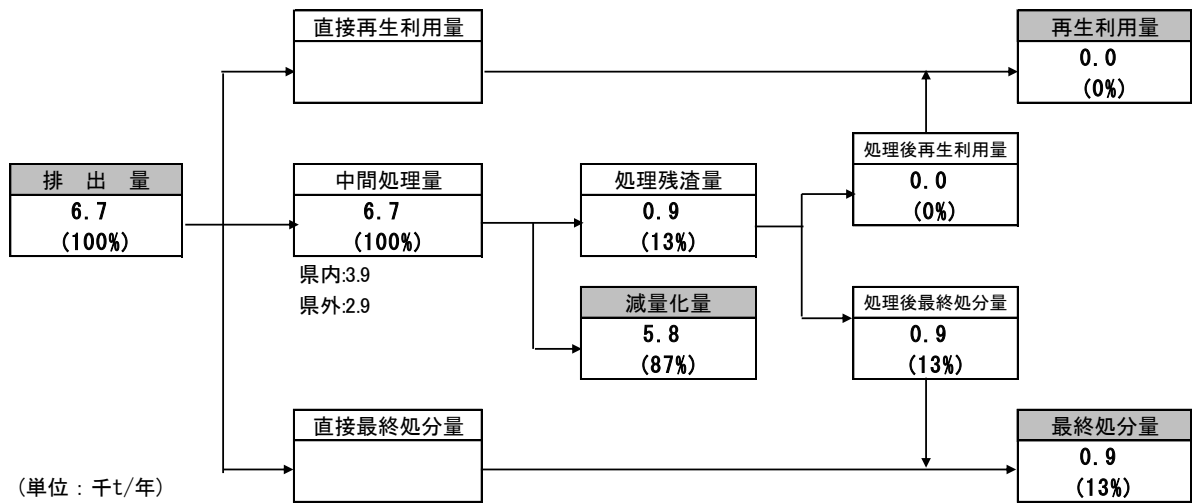 直接再生利用量
再生利用量
0.0
(0%)
処理後再生利用量
0.0
(0%)
排 出 量
6.7
(100%)
中間処理量
6.7
(100%)
県内:3.9
県外:2.9
処理残渣量
0.9
(13%)
減量化量
5.8
(87%)
処理後最終処分量
0.9
(13%)
直接最終処分量
最終処分量
0.9
(13%)
(単位:千t/年)